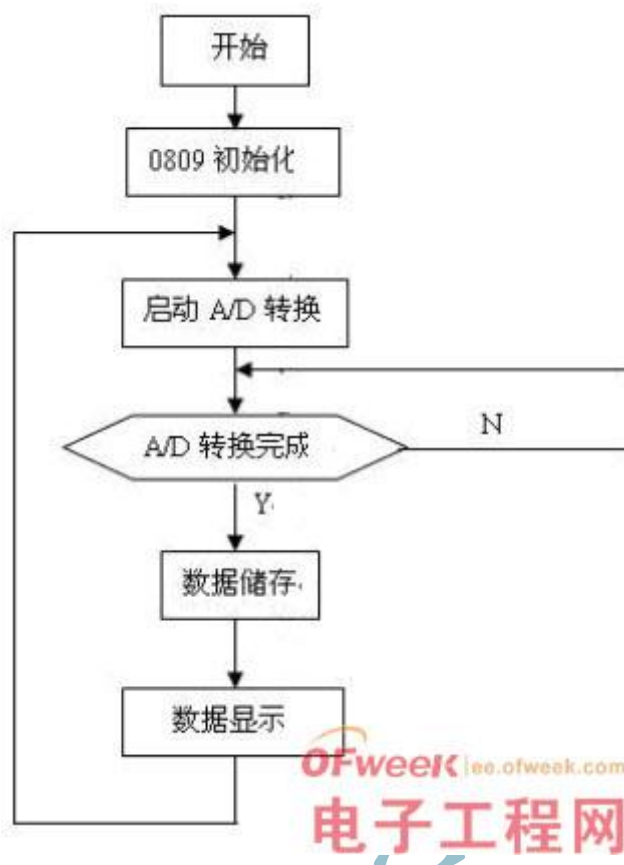 开始
0809 初始化
启动 A/D 转换
A/D 转换完成
N
Y
数据储存
数据显示
OFweek ee.ofweek.com
电子工程网